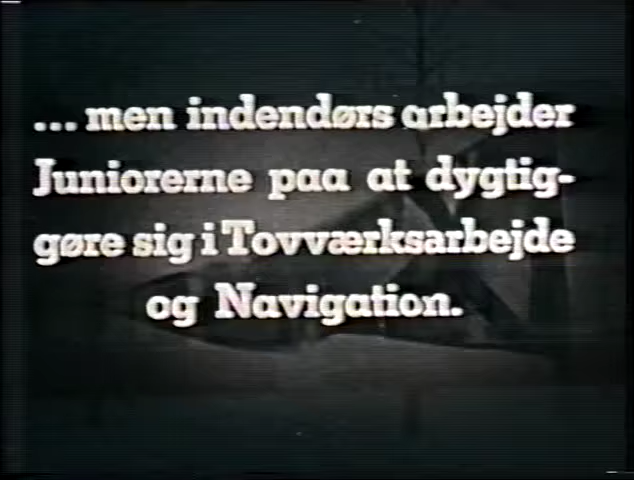 ... men indendørs arbejder
Juniorerne paa at dygtig-
gøre sig i Tovværksarbejde
og Navigation.